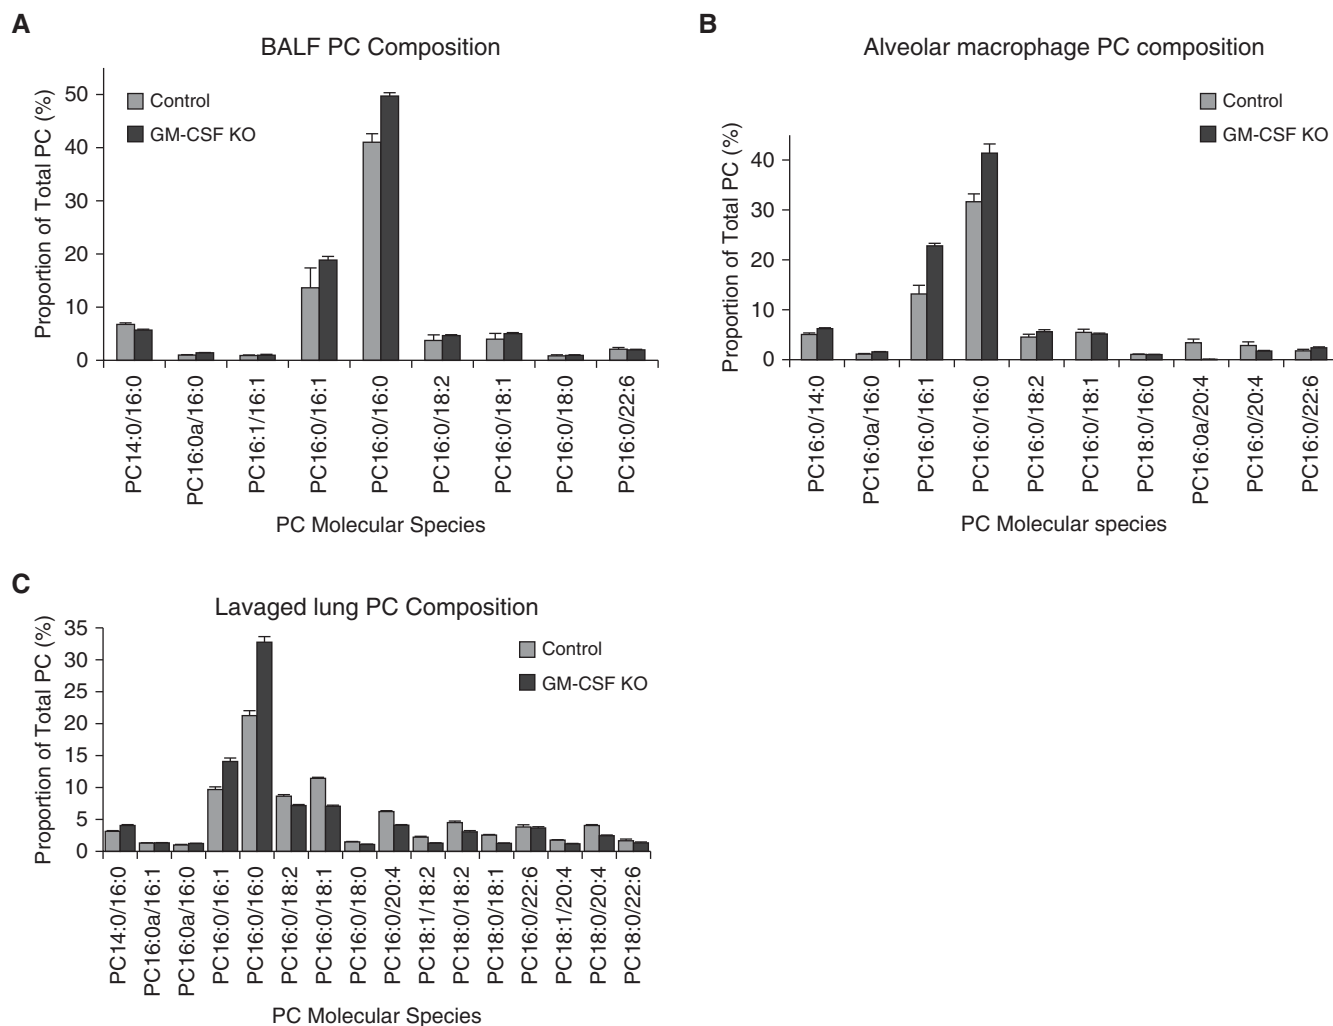 A
BALF PC Composition
Proportion of Total PC (%)
50
40
30
20
10
0
Control
GM-CSF KO
PC14:0/16:0
PC16:0a/16:0
PC16:1/16:1
PC16:0/16:1
PC16:0/16:0
PC16:0/18:2
PC16:0/18:1
PC16:0/18:0
PC16:0/22:6
PC Molecular Species
B
Alveolar macrophage PC composition
Proportion of Total PC (%)
40
30
20
10
0
Control
GM-CSF KO
PC16:0/14:0
PC16:0a/16:0
PC16:0/16:1
PC16:0/16:0
PC16:0/18:2
PC16:0/18:1
PC18:0/16:0
PC16:0a/20:4
PC16:0/20:4
PC16:0/22:6
PC Molecular species
C
Lavaged lung PC Composition
Proportion of Total PC (%)
35
30
25
20
15
10
5
0
Control
GM-CSF KO
PC14:0/16:0
PC16:0a/16:1
PC16:0a/16:0
PC16:0/16:1
PC16:0/16:0
PC16:0/18:2
PC16:0/18:1
PC16:0/18:0
PC16:0/20:4
PC18:1/18:2
PC18:0/18:2
PC18:0/18:1
PC16:0/22:6
PC18:1/20:4
PC18:0/20:4
PC18:0/22:6
PC Molecular Species